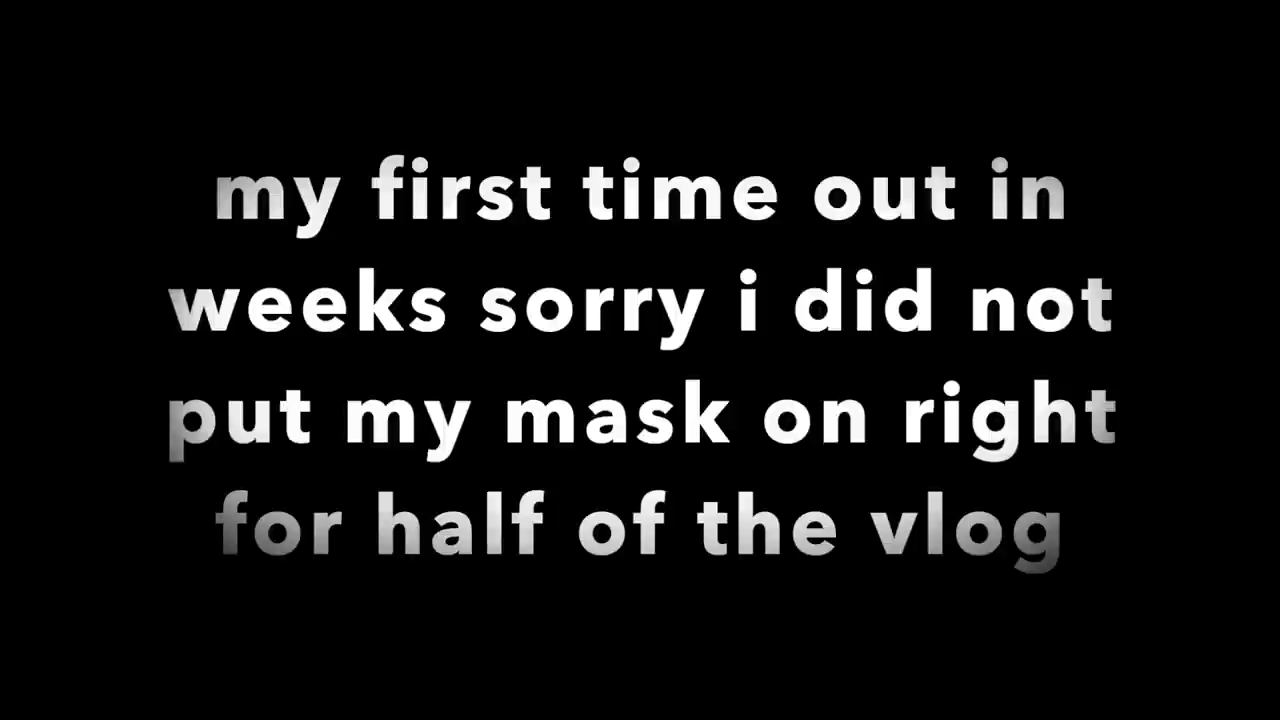 my first time out in
weeks sorry i did not
put my mask on right
for half of the vlog